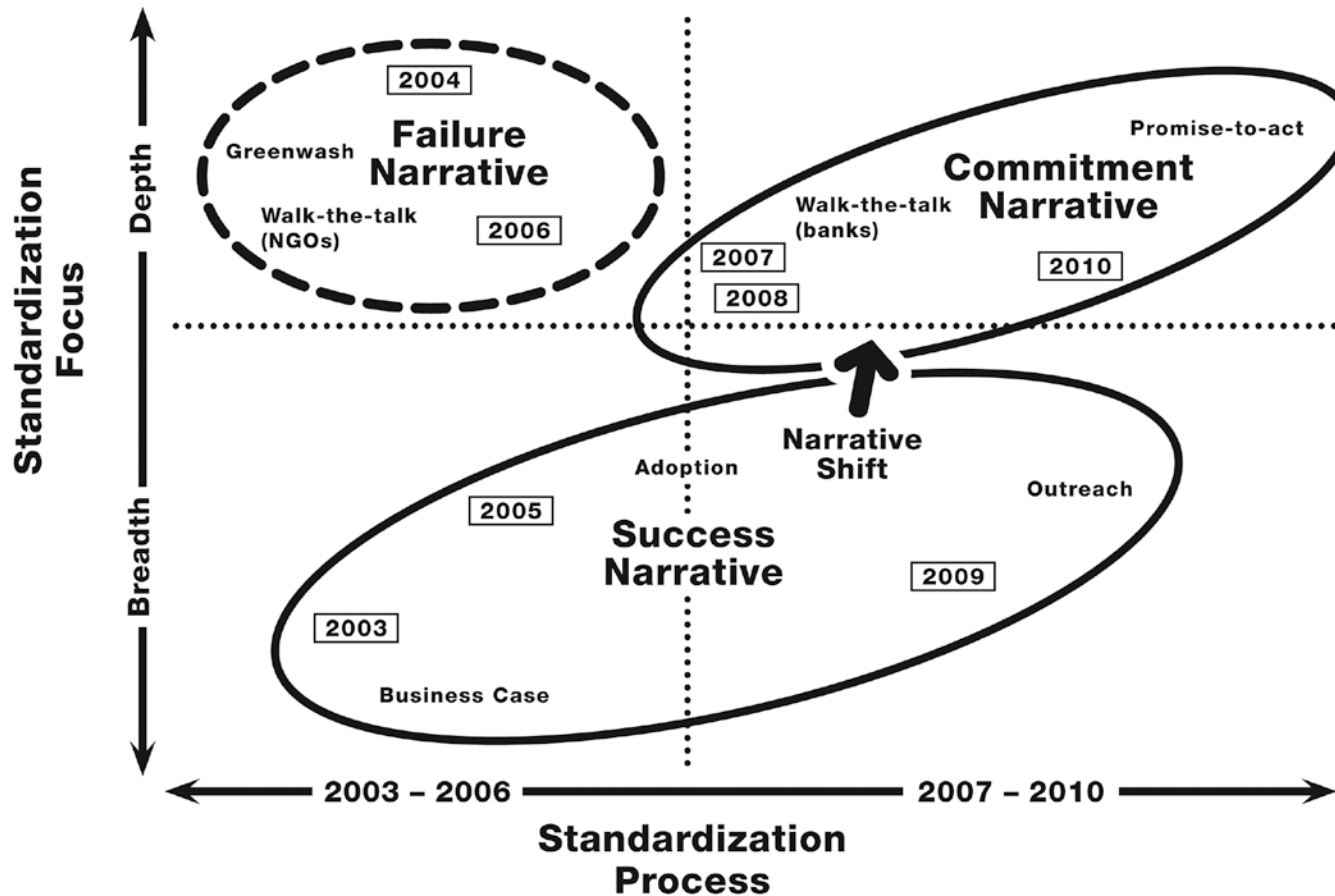 Standardization
Focus
Depth
Breadth
2004
Failure
Narrative
Greenwash
Walk-the-talk
(NGOs)
2006
Promise-to-act
Commitment
Narrative
Walk-the-talk
(banks)
2007
2008
2010
Narrative
Shift
Adoption
Outreach
2005
Success
Narrative
2009
2003
Business Case
2003 – 2006
2007 – 2010
Standardization
Process